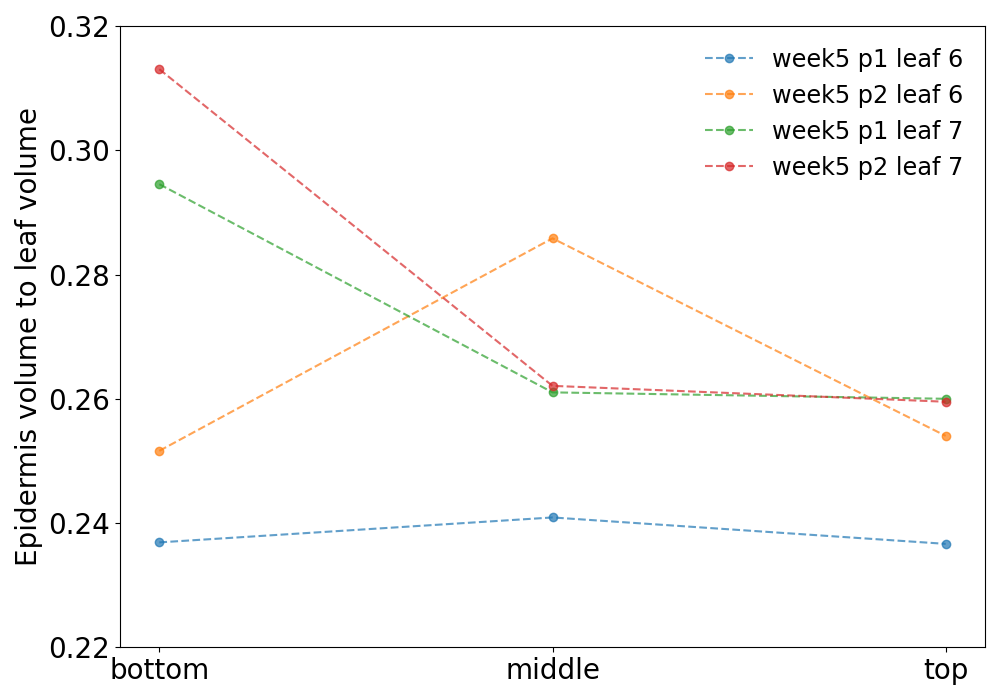 Epidermis volume to leaf volume
0.32
0.30
0.28
0.26
0.24
0.22
week5 p1 leaf 6
week5 p2 leaf 6
week5 p1 leaf 7
week5 p2 leaf 7
bottom middle top